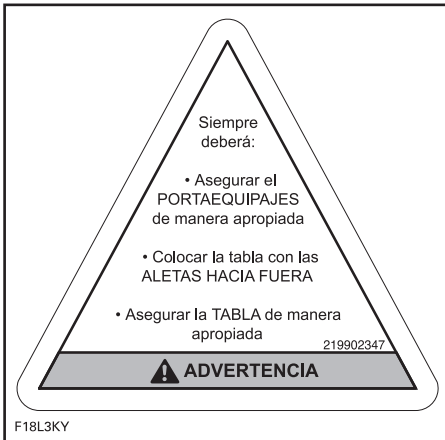 Siempre
deberá:
• Asegurar el
PORTAEQUIPAJES
de manera apropiada
• Colocar la tabla con las
ALETAS HACIA FUERA
• Asegurar la TABLA de manera
apropiada
219902347
ADVERTENCIA
F18L3KY